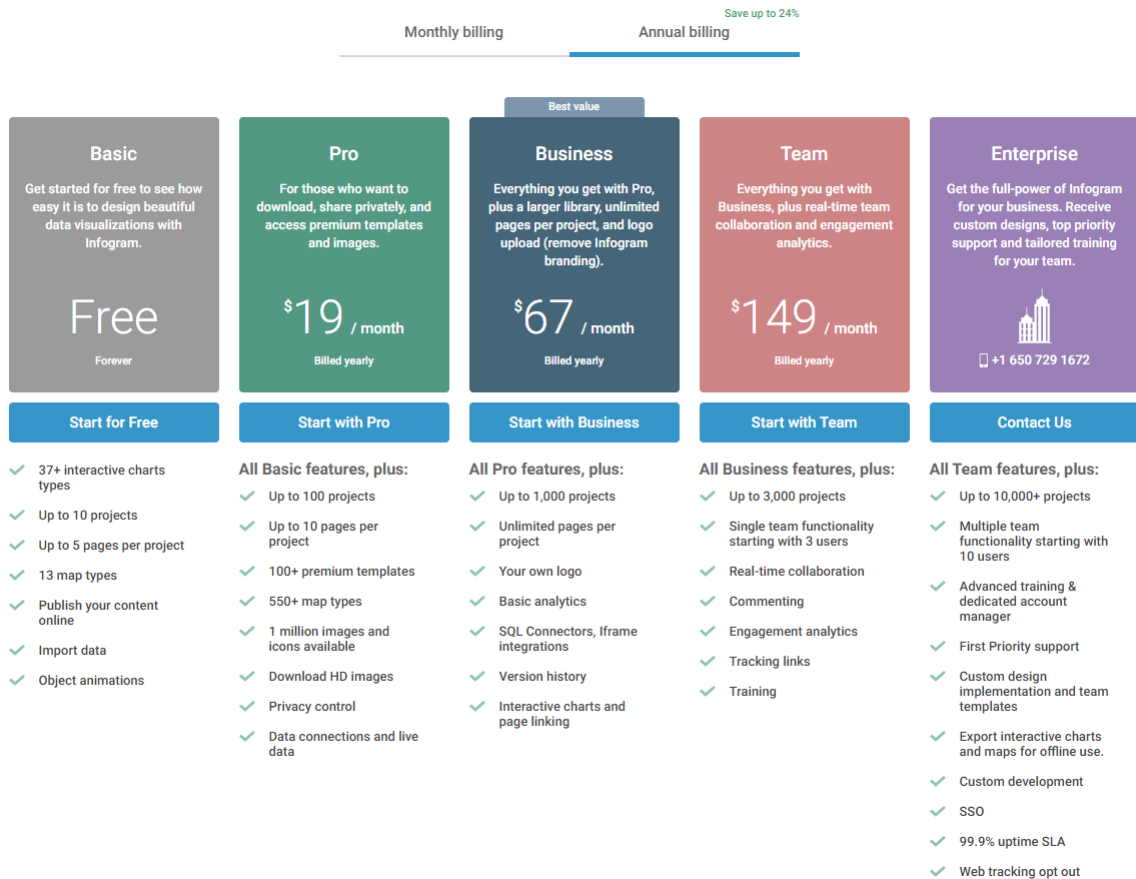 Save up to 24%
Monthly billing
Annual billing
Basic
Get started for free to see how
easy it is to design beautiful
data visualizations with
Infogram.
Free
Forever
Start for Free
37+ interactive charts
types
Up to 10 projects
Up to 5 pages per project
13 map types
Publish your content
online
Import data
Object animations
Pro
For those who want to
download, share privately, and
access premium templates
and images.
$19 / month
Billed yearly
Start with Pro
All Basic features, plus:
Up to 100 projects
Up to 10 pages per
project
100+ premium templates
550+ map types
1 million images and
icons available
Download HD images
Privacy control
Data connections and live
data
Best value
Business
Everything you get with Pro,
plus a larger library, unlimited
pages per project, and logo
upload (remove Infogram
branding).
$67 / month
Billed yearly
Start with Business
All Pro features, plus:
Up to 1,000 projects
Unlimited pages per
project
Your own logo
Basic analytics
SQL Connectors, Iframe
integrations
Version history
Interactive charts and
page linking
Team
Everything you get with
Business, plus real-time team
collaboration and engagement
analytics.
$149 / month
Billed yearly
Start with Team
All Business features, plus:
Up to 3,000 projects
Single team functionality
starting with 3 users
Real-time collaboration
Commenting
Engagement analytics
Tracking links
Training
Enterprise
Get the full-power of Infogram
for your business. Receive
custom designs, top priority
support and tailored training
for your team.
+1 650 729 1672
Contact Us
All Team features, plus:
Up to 10,000+ projects
Multiple team
functionality starting with
10 users
Advanced training &
dedicated account
manager
First Priority support
Custom design
implementation and team
templates
Export interactive charts
and maps for offline use.
Custom development
SSO
99.9% uptime SLA
Web tracking opt out